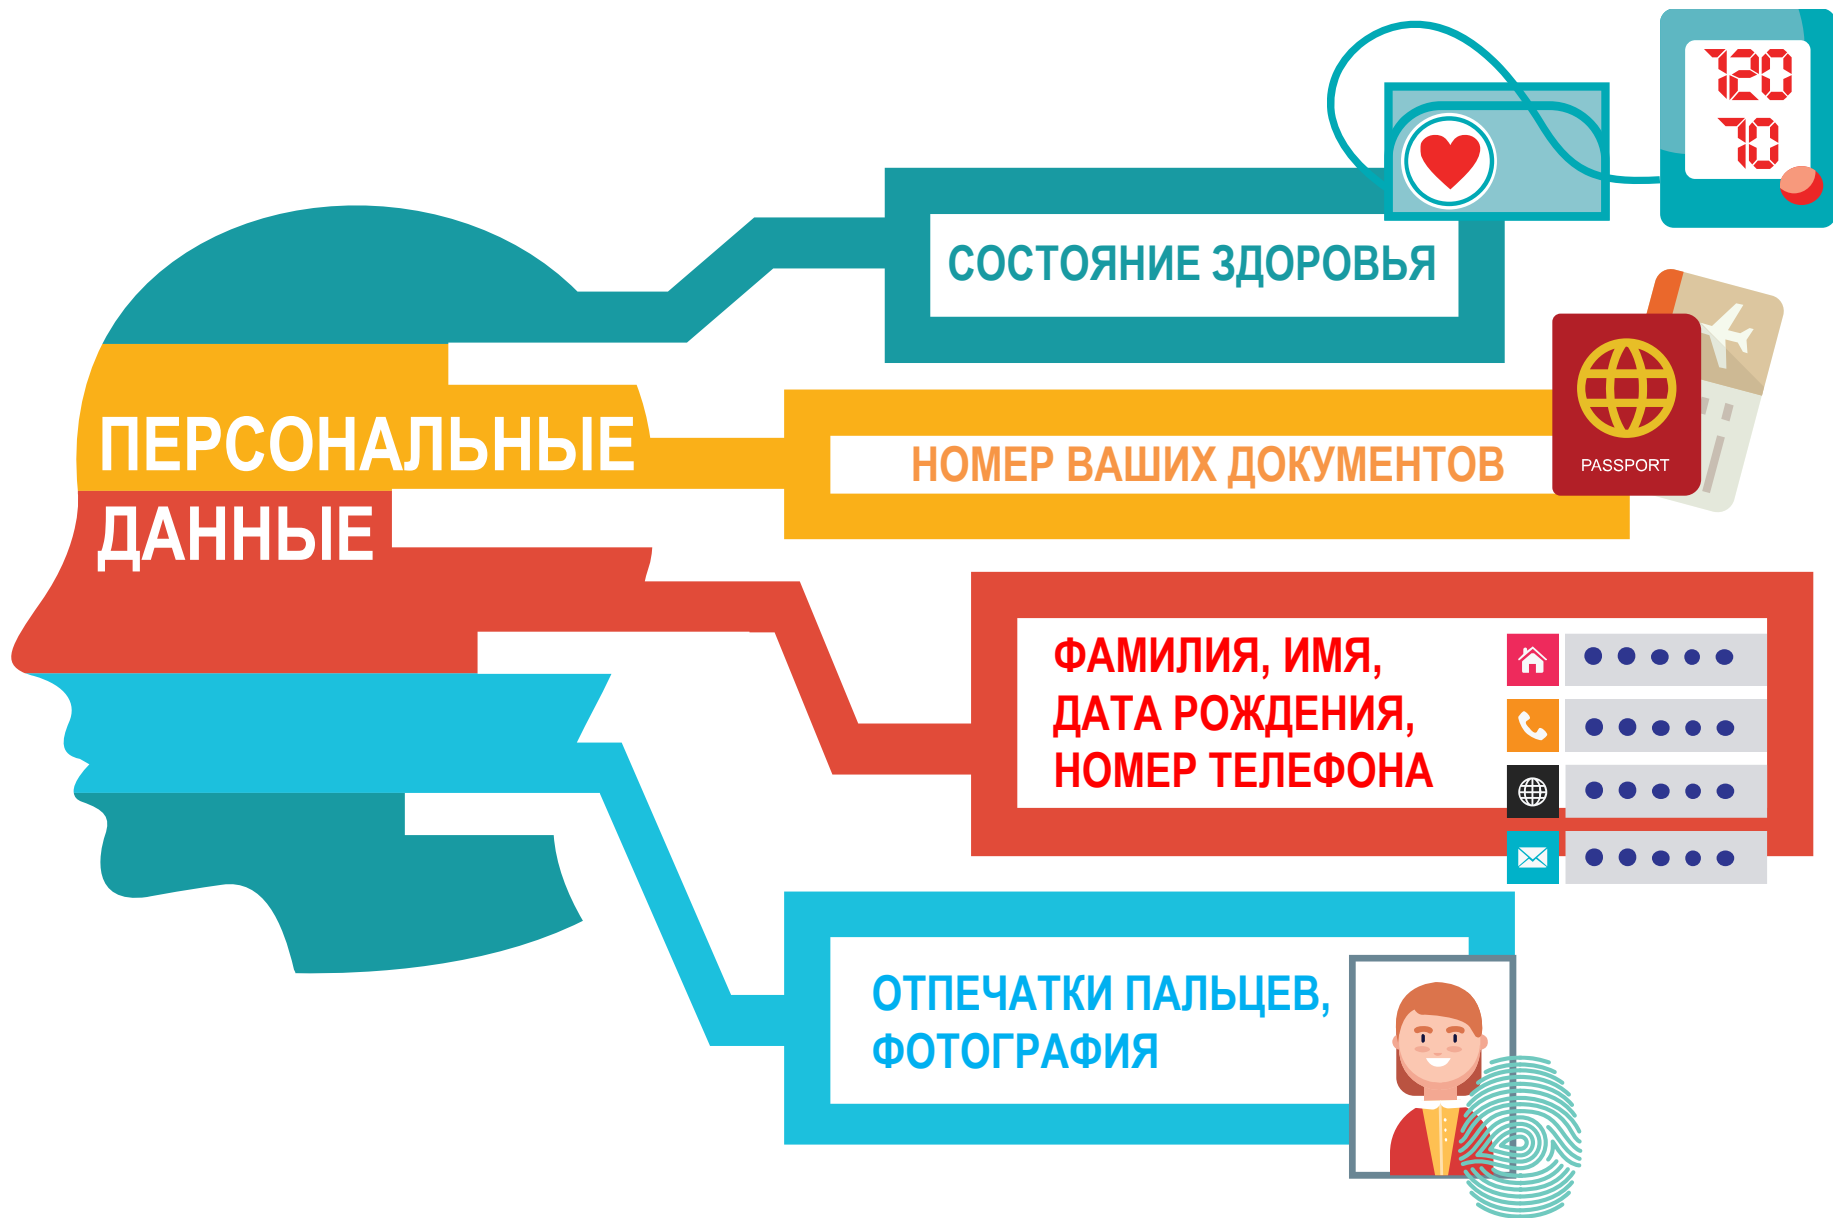 120
70
СОСТОЯНИЕ ЗДОРОВЬЯ
ПЕРСОНАЛЬНЫЕ
ДАННЫЕ
НОМЕР ВАШИХ ДОКУМЕНТОВ
PASSPORT
ФАМИЛИЯ, ИМЯ,
ДАТА РОЖДЕНИЯ,
НОМЕР ТЕЛЕФОНА
ОТПЕЧАТКИ ПАЛЬЦЕВ,
ФОТОГРАФИЯ